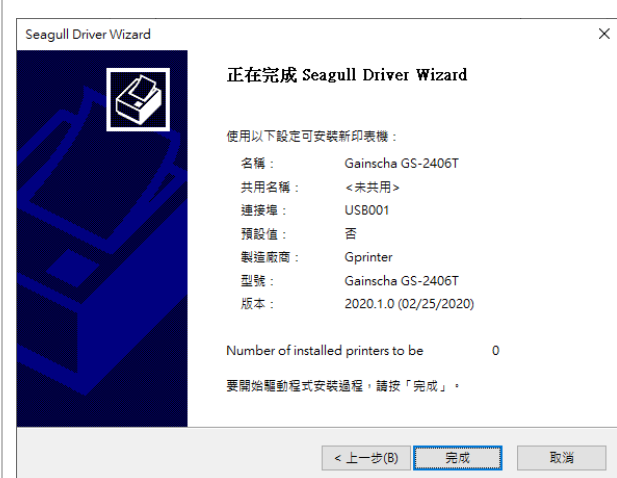 Seagull Driver Wizard
正在完成 Seagull Driver Wizard
使用以下設定可安裝新印表機：
名稱： Gainscha GS-2406T
共用名稱： <未共用>
連接埠： USB001
預設值： 否
製造廠商： Gprinter
型號： Gainscha GS-2406T
版本： 2020.1.0 (02/25/2020)
Number of installed printers to be 0
要開始驅動程式安裝過程，請按「完成」。
< 上一步(B) 完成 取消